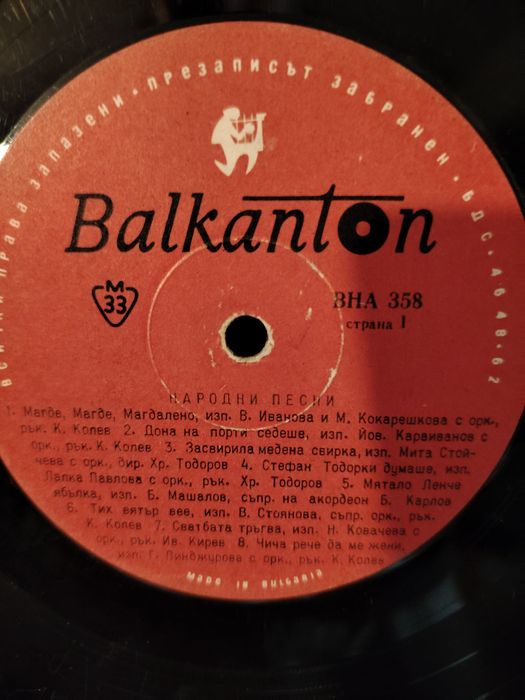 ВСИЧКИ ПРАВА ЗАПАЗЕНИ · ПРЕЗАПИСЪТ ЗАБРАНЕН · БДС · 46 48-62
Balkanton
M
33
ВНА 358
страна I
НАРОДНИ ПЕСНИ
1. Магде, Магде, Магдалено, изп. В. Иванова и М. Кокарешкова с орк.,
рък. К. Колев 2. Дона на порти седеше, изп. Йов. Караиванов с
орк., рък. К. Колев 3. Засвирила медена свирка, изп. Мита Стой-
чева с орк., дир. Хр. Тодоров 4. Стефан Тодорки думаше, изп.
Лалка Павлова с орк., рък. Хр. Тодоров 5. Мятало Ленче
ябълка, изп. Б. Машалов, съпр. на акордеон Б. Карлов
6. Тих вятър вее, изп. В. Стоянова, съпр. орк., рък.
К. Колев 7. Сватбата тръгва, изп. Н. Ковачева с
орк., рък. Ив. Кирев 8. Чича рече да ме жени,
изп. Г. Пинджурова с орк., рък. К. Колев
Made in Bulgaria